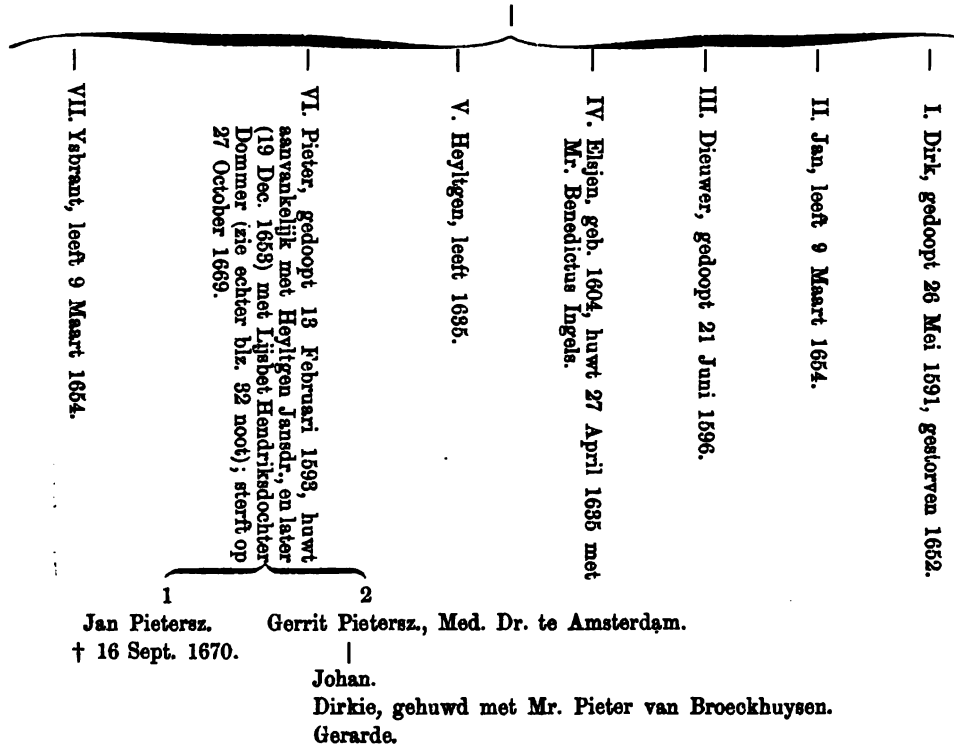 I. Dirk, gedoopt 26 Mei 1591, gestorven 1652.
II. Jan, leeft 9 Maart 1654.
III. Dieuwer, gedoopt 21 Juni 1596.
IV. Elsjen, geb. 1604, huwt 27 April 1635 met
Mr. Benedictus Ingels.
V. Heyltgen, leeft 1635.
VI. Pieter, gedoopt 13 Februari 1593, huwt
aanvankelijk met Heyltgen Jansdr., en later
(19 Dec. 1653) met Lijsbet Hendriksdochter
Dommer (zie echter blz. 32 noot); sterft op
27 October 1669.
VII. Ysbrant, leeft 9 Maart 1654.
1 2
Jan Pietersz. Gerrit Pietersz., Med. Dr. te Amsterdam.
† 16 Sept. 1670.
Johan.
Dirkie, gehuwd met Mr. Pieter van Broeckhuysen.
Gerarde.